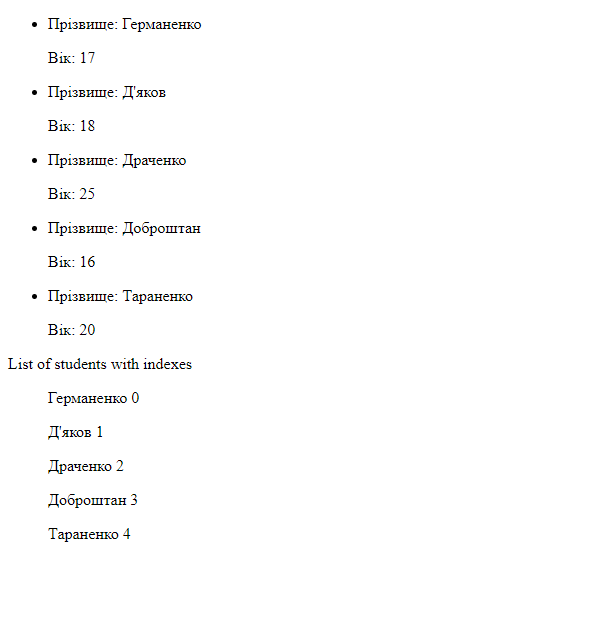 Прізвище: Германенко
Вік: 17
Прізвище: Д'яков
Вік: 18
Прізвище: Драченко
Вік: 25
Прізвище: Доброштан
Вік: 16
Прізвище: Тараненко
Вік: 20
List of students with indexes
Германенко 0
Д'яков 1
Драченко 2
Доброштан 3
Тараненко 4